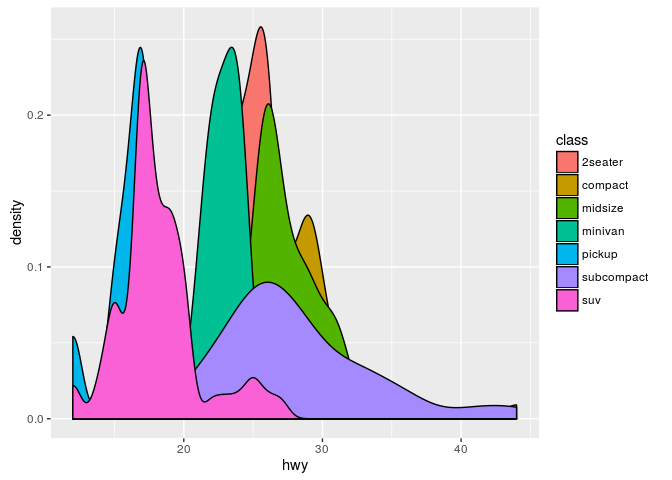 0.2
0.1
0.0
density
20
30
40
hwy
class
2seater
compact
midsize
minivan
pickup
subcompact
suv